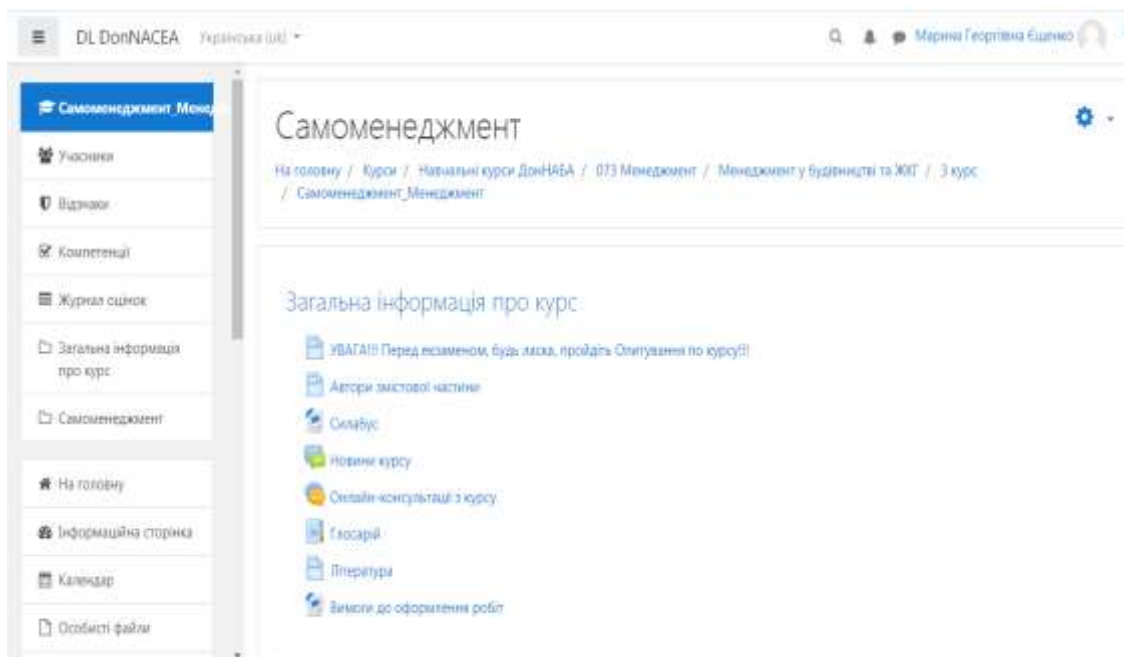 DL DonNACEA Українська (uk)
Марина Георгіївна Єщенко
Самоменеджмент_Менед
Учасники
Відзнаки
Компетенції
Журнал оцінок
Загальна інформація
про курс
Самоменеджмент
На головну
Інформаційна сторінка
Календар
Особисті файли
Самоменеджмент
На головну / Курси / Навчальні курси ДонНАБА / 073 Менеджмент / Менеджмент у будівництві та ЖКГ / 3 курс
/ Самоменеджмент_Менеджмент
Загальна інформація про курс
УВАГА!!! Перед екзаменом, будь ласка, пройдіть Опитування по курсу!!!
Автори змістової частини
Силабус
Новини курсу
Онлайн-консультації з курсу
Глосарій
Література
Вимоги до оформлення робіт